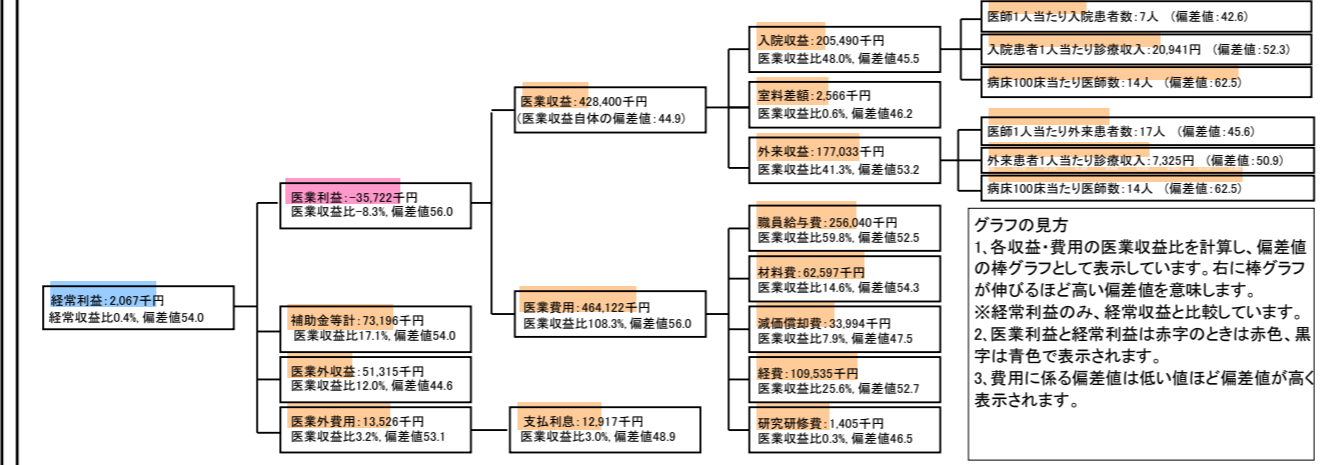 経常利益：2,067千円
経常収益比0.4%, 偏差値54.0
医業利益：-35,722千円
医業収益比-8.3%, 偏差値56.0
補助金等計：73,196千円
医業収益比17.1%, 偏差値54.0
医業外収益：51,315千円
医業収益比12.0%, 偏差値44.6
医業外費用：13,526千円
医業収益比3.2%, 偏差値53.1
医業収益：428,400千円
（医業収益自体の偏差値：44.9）
医業費用：464,122千円
医業収益比108.3%, 偏差値56.0
支払利息：12,917千円
医業収益比3.0%, 偏差値48.9
入院収益：205,490千円
医業収益比48.0%, 偏差値45.5
室料差額：2,566千円
医業収益比0.6%, 偏差値46.2
外来収益：177,033千円
医業収益比41.3%, 偏差値53.2
職員給与費：256,040千円
医業収益比59.8%, 偏差値52.5
材料費：62,597千円
医業収益比14.6%, 偏差値54.3
減価償却費：33,994千円
医業収益比7.9%, 偏差値47.5
経費：109,535千円
医業収益比25.6%, 偏差値52.7
研究研修費：1,405千円
医業収益比0.3%, 偏差値46.5
医師1人当たり入院患者数：7人 （偏差値：42.6）
入院患者1人当たり診療収入：20,941円 （偏差値：52.3）
病床100床当たり医師数：14人 （偏差値：62.5）
医師1人当たり外来患者数：17人 （偏差値：45.6）
外来患者1人当たり診療収入：7,325円 （偏差値：50.9）
病床100床当たり医師数：14人 （偏差値：62.5）
グラフの見方
1、各収益・費用の医業収益比を計算し、偏差値
の棒グラフとして表示しています。右に棒グラフ
が伸びるほど高い偏差値を意味します。
※経常利益のみ、経常収益と比較しています。
2、医業利益と経常利益は赤字のときは赤色、黒
字は青色で表示されます。
3、費用に係る偏差値は低い値ほど偏差値が高く
表示されます。